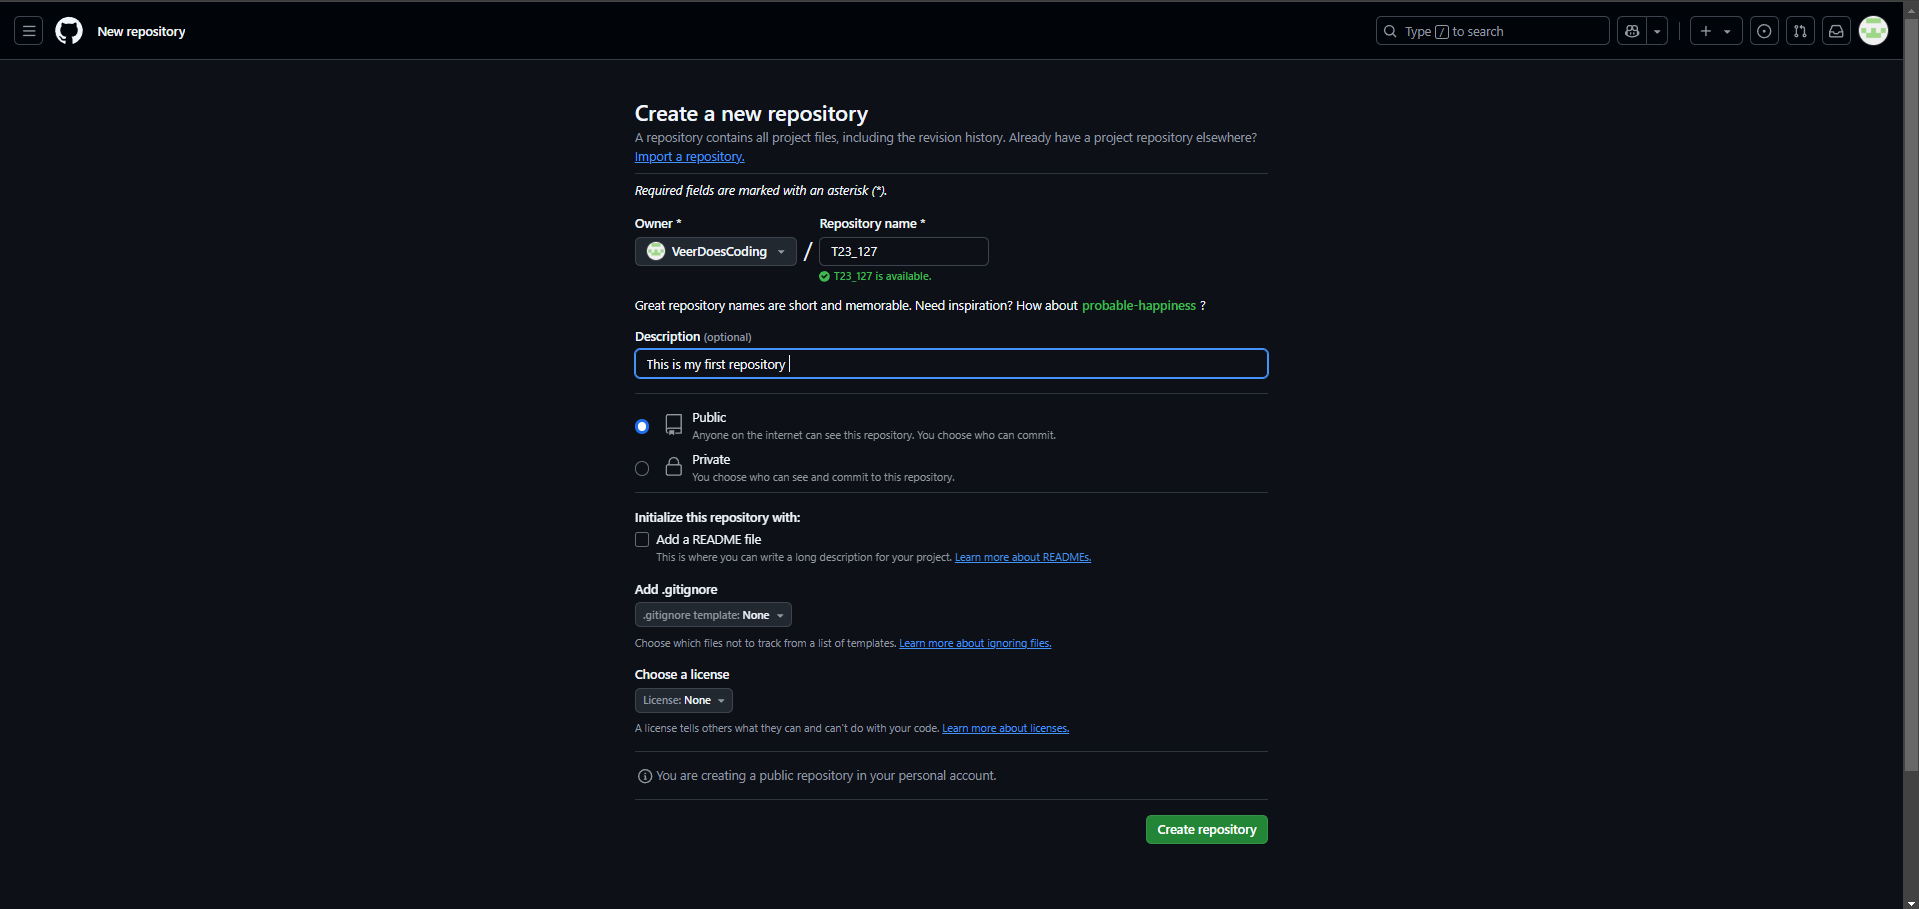 New repository
Type / to search
Create a new repository
A repository contains all project files, including the revision history. Already have a project repository elsewhere?
Import a repository.
Required fields are marked with an asterisk (*).
Owner * Repository name *
VeerDoesCoding / T23_127
T23_127 is available.
Great repository names are short and memorable. Need inspiration? How about probable-happiness ?
Description (optional)
This is my first repository
Public
Anyone on the internet can see this repository. You choose who can commit.
Private
You choose who can see and commit to this repository.
Initialize this repository with:
Add a README file
This is where you can write a long description for your project. Learn more about READMEs.
Add .gitignore
.gitignore template: None
Choose which files not to track from a list of templates. Learn more about ignoring files.
Choose a license
License: None
A license tells others what they can and can't do with your code. Learn more about licenses.
You are creating a public repository in your personal account.
Create repository